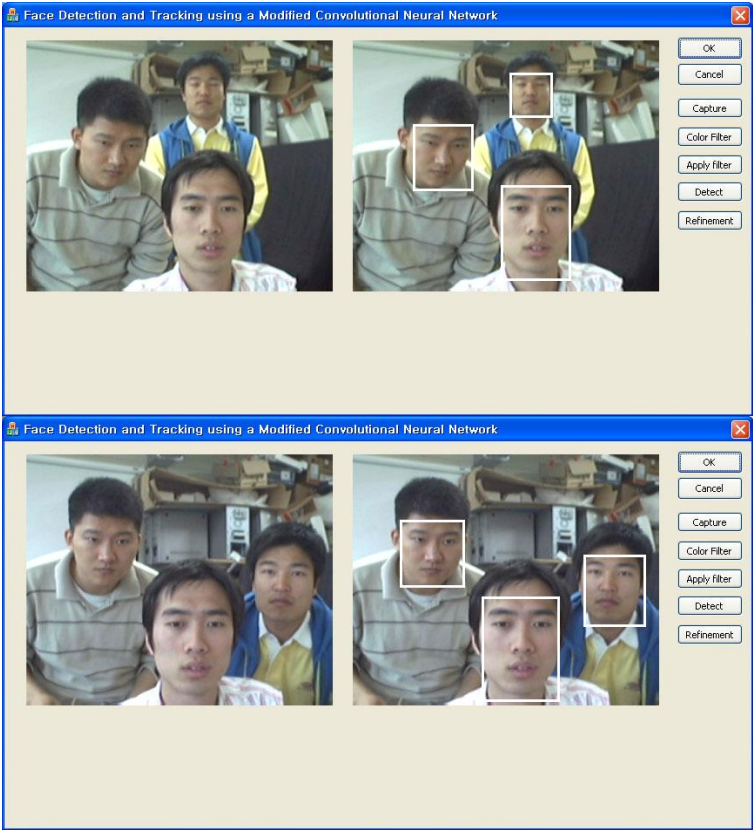 Face Detection and Tracking using a Modified Convolutional Neural Network
OK
Cancel
Capture
Color Filter
Apply filter
Detect
Refinement
Face Detection and Tracking using a Modified Convolutional Neural Network
OK
Cancel
Capture
Color Filter
Apply filter
Detect
Refinement